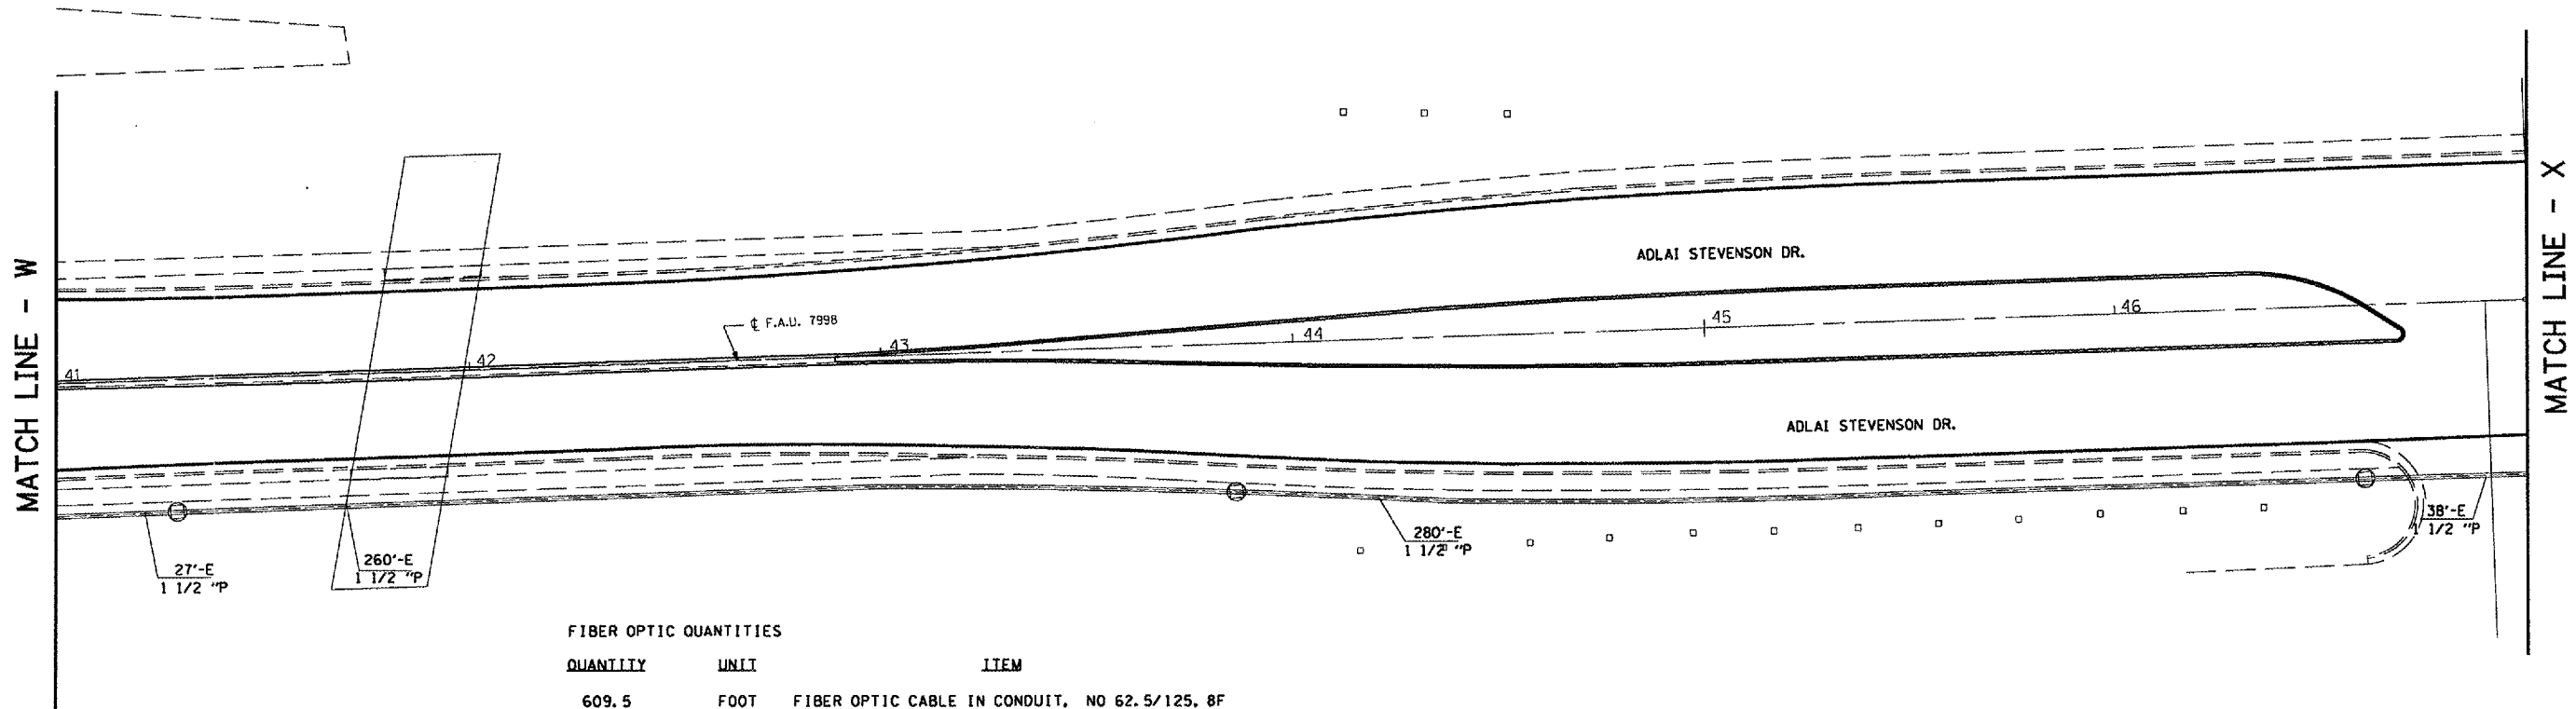 MATCH LINE - W
MATCH LINE - X
ADLAI STEVENSON DR.
℄ F.A.U. 7998
41
42
43
44
45
46
ADLAI STEVENSON DR.
27'-E
1 1/2 "P
260'-E
1 1/2 "P
280'-E
1 1/2 "P
38'-E
1 1/2 "P
FIBER OPTIC QUANTITIES
QUANTITY UNIT ITEM
609.5 FOOT FIBER OPTIC CABLE IN CONDUIT, NO 62.5/125, 8F